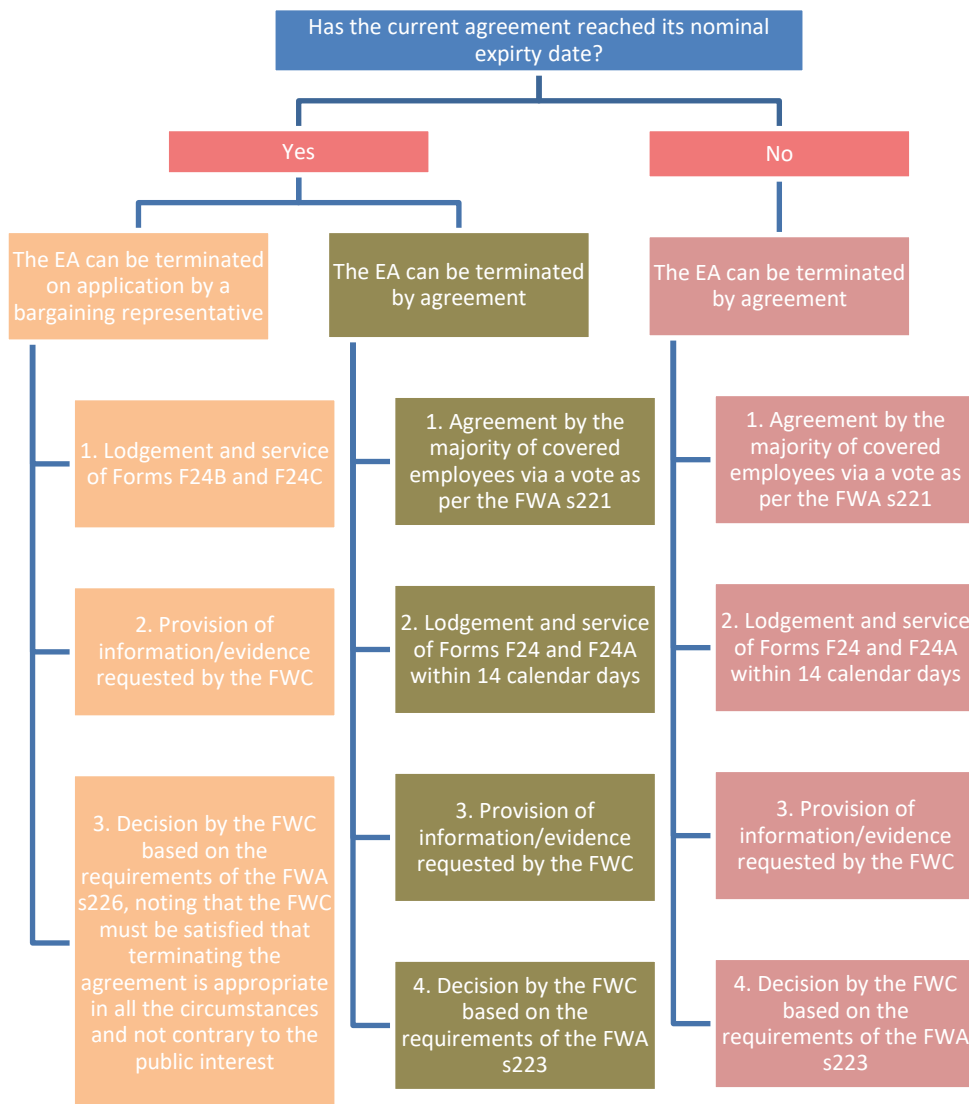 Has the current agreement reached its nominal
expirty date?
Yes
No
The EA can be terminated
on application by a
bargaining representative
The EA can be terminated
by agreement
The EA can be terminated
by agreement
1. Lodgement and service
of Forms F24B and F24C
2. Provision of
information/evidence
requested by the FWC
3. Decision by the FWC
based on the
requirements of the FWA
s226, noting that the FWC
must be satisfied that
terminating the
agreement is appropriate
in all the circumstances
and not contrary to the
public interest
1. Agreement by the
majority of covered
employees via a vote as
per the FWA s221
2. Lodgement and service
of Forms F24 and F24A
within 14 calendar days
3. Provision of
information/evidence
requested by the FWC
4. Decision by the FWC
based on the
requirements of the FWA
s223
1. Agreement by the
majority of covered
employees via a vote as
per the FWA s221
2. Lodgement and service
of Forms F24 and F24A
within 14 calendar days
3. Provision of
information/evidence
requested by the FWC
4. Decision by the FWC
based on the
requirements of the FWA
s223